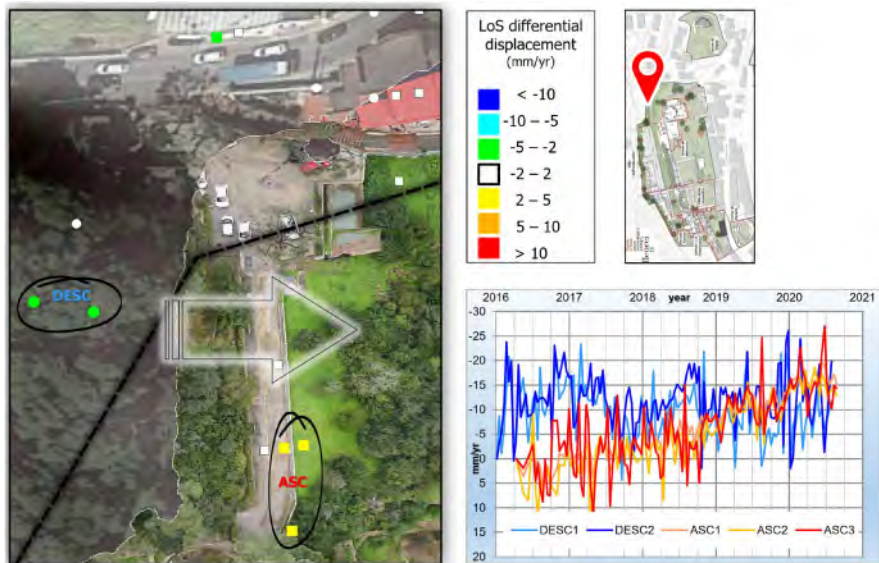 DESC
ASC
LoS differential
displacement
(mm/yr)
< -10
-10 – -5
-5 – -2
-2 – 2
2 – 5
5 – 10
> 10
2016 2017 2018 year 2019 2020 2021
-30
-25
-20
-15
-10
-5
0
5
10
15
20
mm/yr
DESC1 DESC2 ASC1 ASC2 ASC3